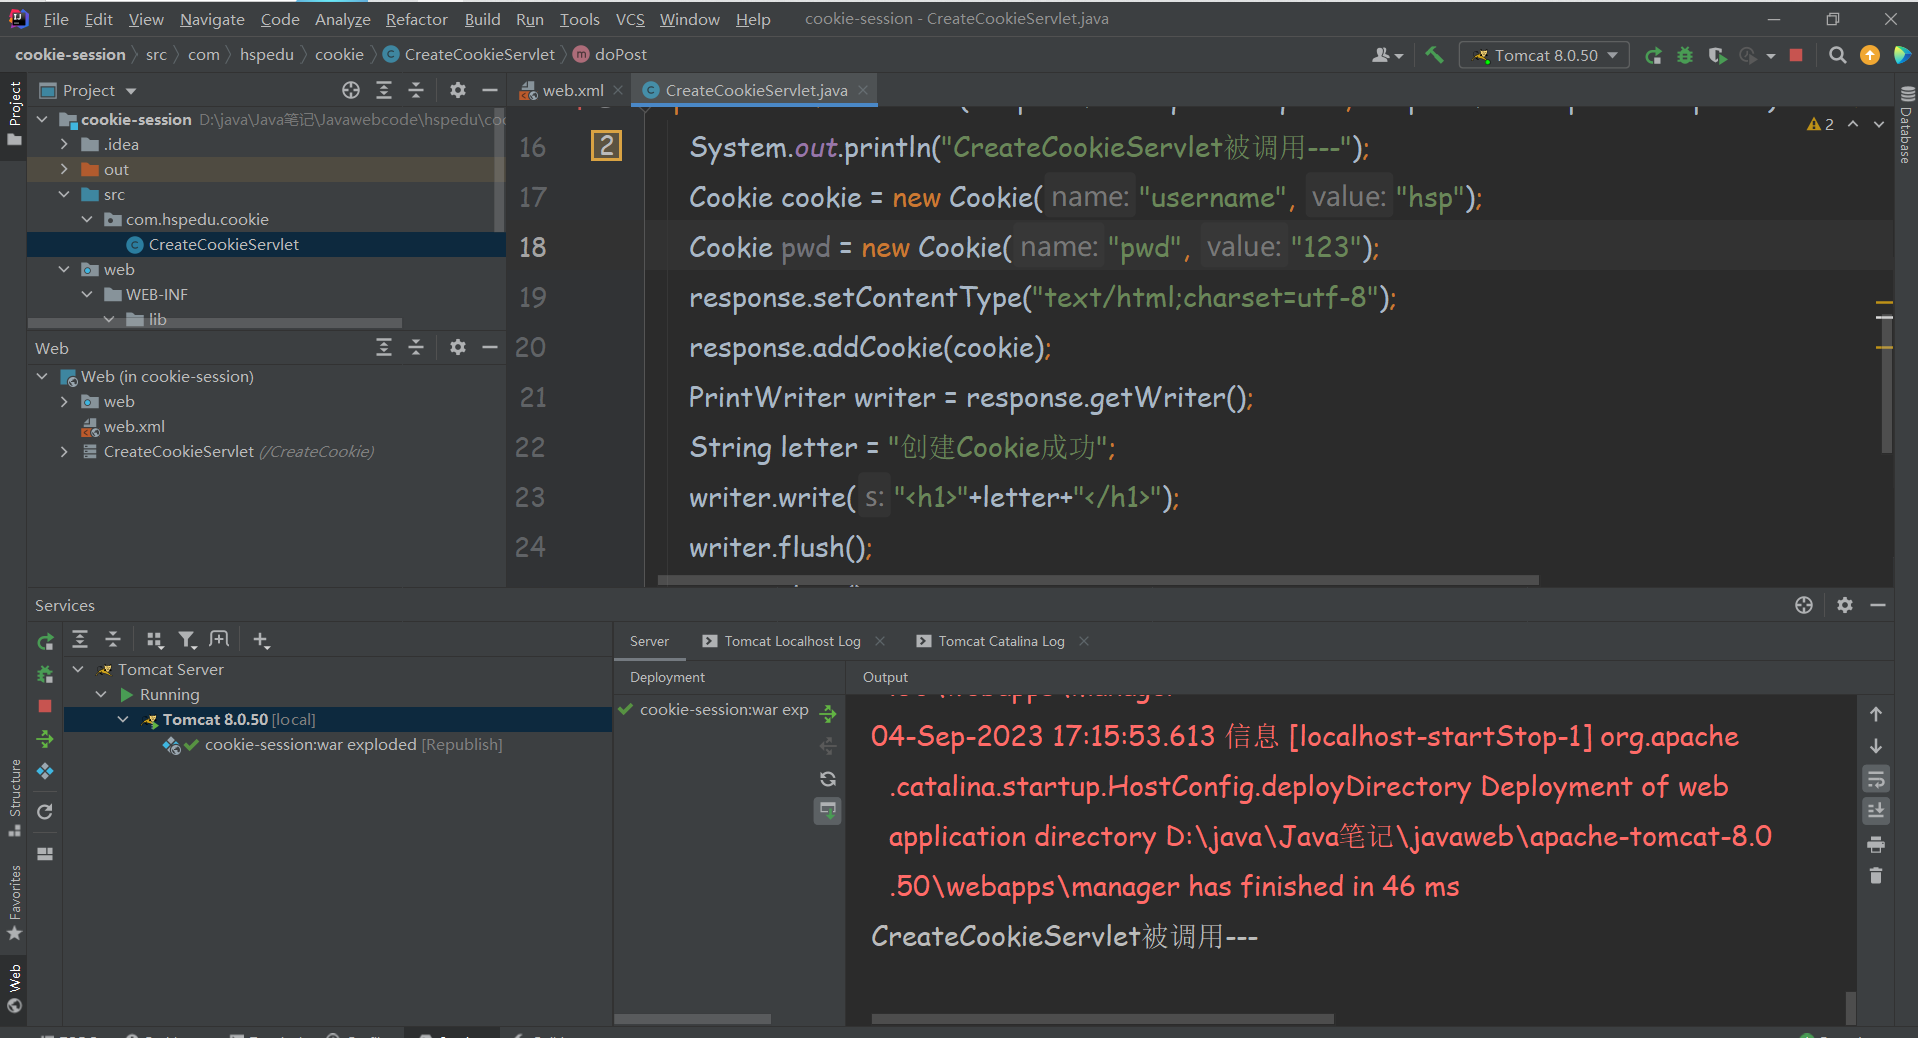 File Edit View Navigate Code Analyze Refactor Build Run Tools VCS Window Help cookie-session - CreateCookieServlet.java
cookie-session src com hspedu cookie CreateCookieServlet doPost Tomcat 8.0.50
Project
Project
cookie-session D:\java\Java笔记\Javawebcode\hspedu\coo
.idea
out
src
com.hspedu.cookie
CreateCookieServlet
web
WEB-INF
lib
Web
Web (in cookie-session)
web
web.xml
CreateCookieServlet (/CreateCookie)
web.xml CreateCookieServlet.java
2
Database
16 2 System.out.println("CreateCookieServlet被调用---");
17 Cookie cookie = new Cookie( name: "username", value: "hsp");
18 Cookie pwd = new Cookie( name: "pwd", value: "123");
19 response.setContentType("text/html;charset=utf-8");
20 response.addCookie(cookie);
21 PrintWriter writer = response.getWriter();
22 String letter = "创建Cookie成功";
23 writer.write( s: "<h1>"+letter+"</h1>");
24 writer.flush();
Services
Tomcat Server
Running
Tomcat 8.0.50 [local]
cookie-session:war exploded [Republish]
Structure
Favorites
Web
Server Tomcat Localhost Log Tomcat Catalina Log
Deployment Output
cookie-session:war exp
04-Sep-2023 17:15:53.613 信息 [localhost-startStop-1] org.apache
.catalina.startup.HostConfig.deployDirectory Deployment of web
application directory D:\java\Java笔记\javaweb\apache-tomcat-8.0
.50\webapps\manager has finished in 46 ms
CreateCookieServlet被调用---